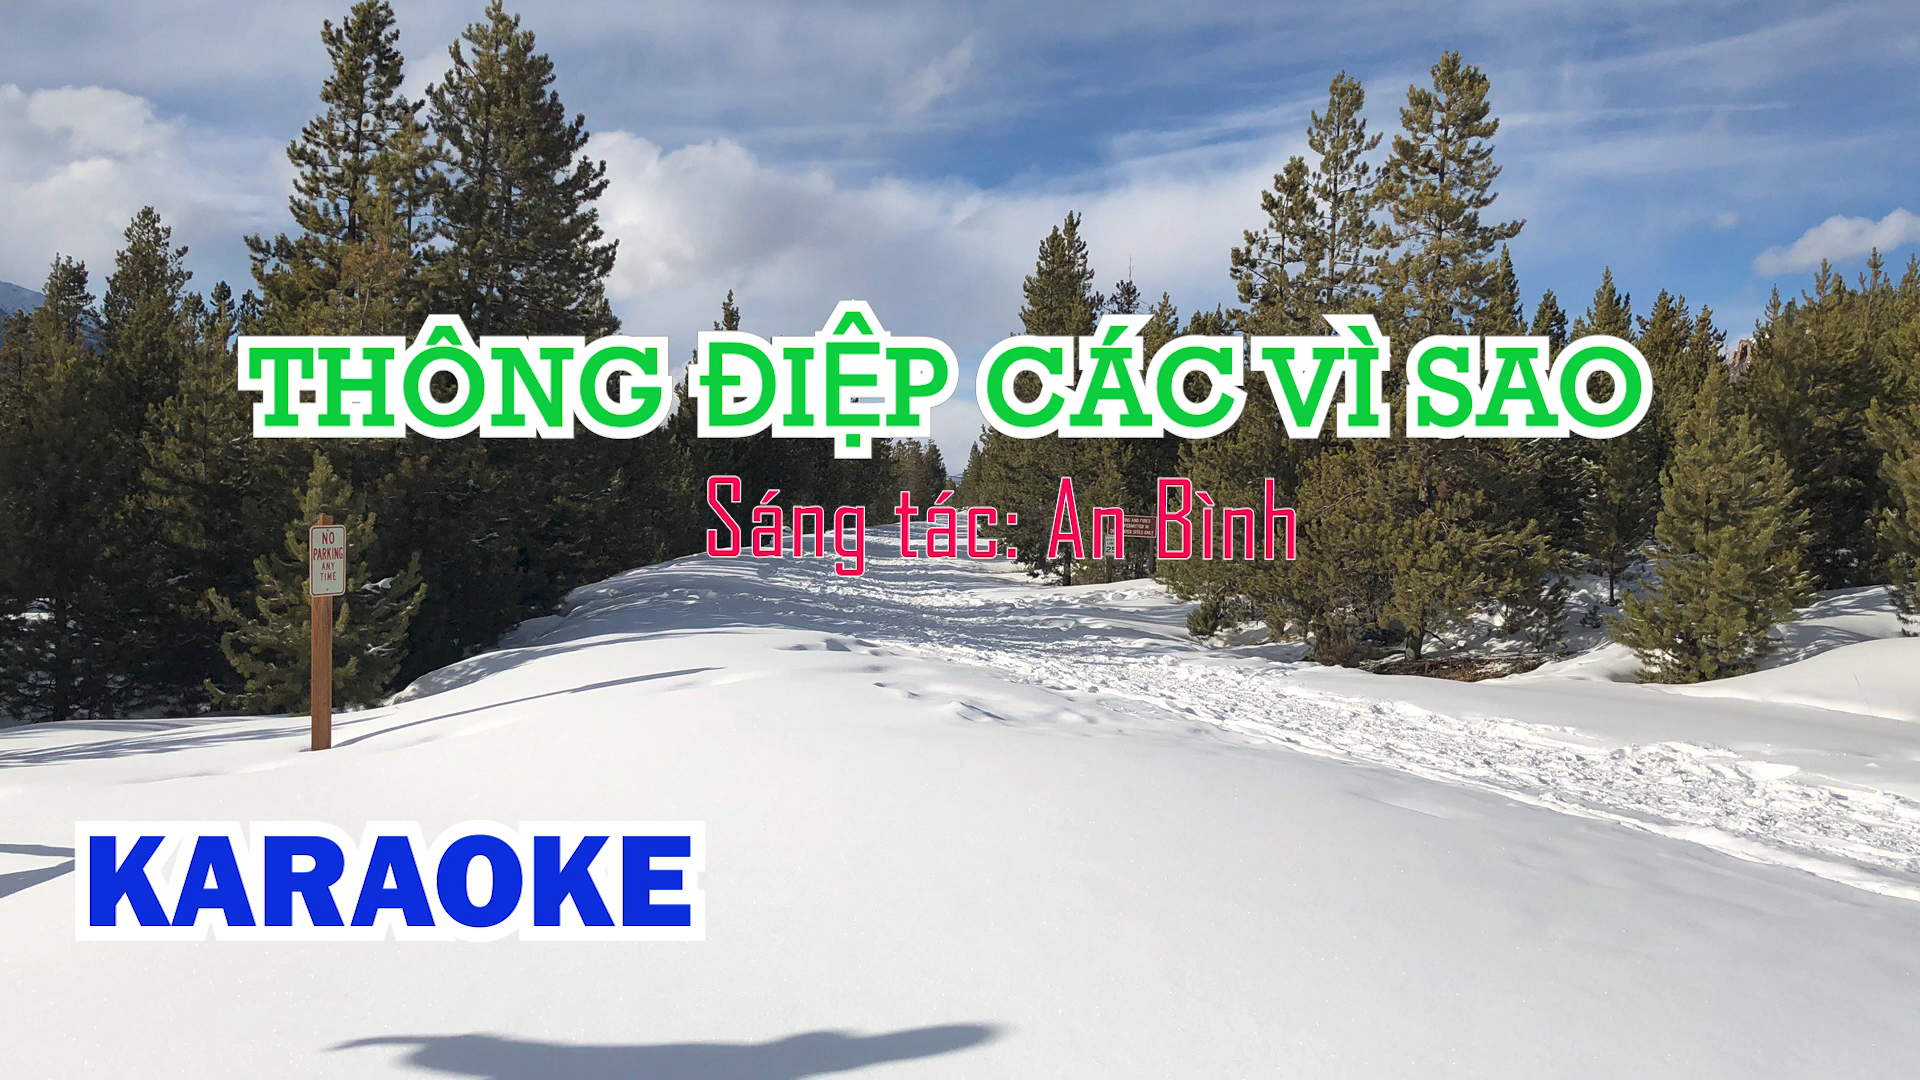 THÔNG ĐIỆP CÁC VÌ SAO
Sáng tác: An Bình
NO
PARKING
ANY
TIME
KARAOKE